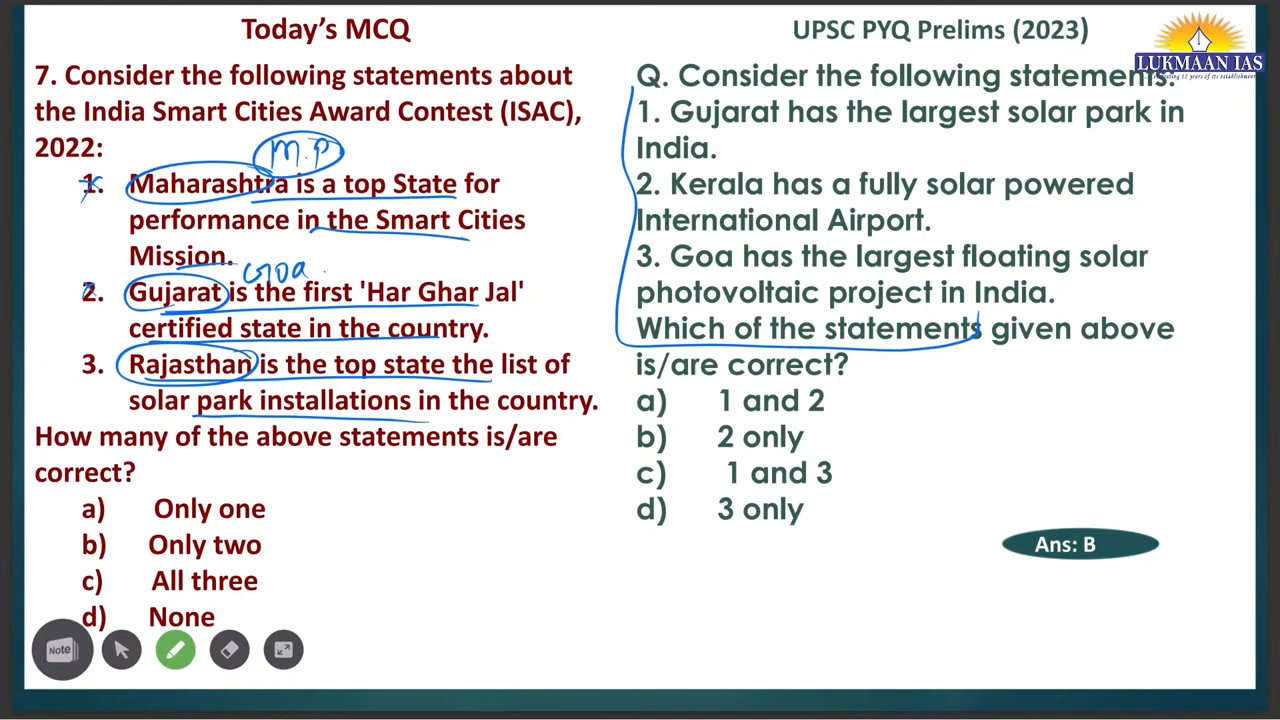 Today's MCQ
7. Consider the following statements about
the India Smart Cities Award Contest (ISAC),
2022:
M.P
1. Maharashtra is a top State for
performance in the Smart Cities
Mission.
Goa
2. Gujarat is the first 'Har Ghar Jal'
certified state in the country.
3. Rajasthan is the top state the list of
solar park installations in the country.
How many of the above statements is/are
correct?
a) Only one
b) Only two
c) All three
d) None
Note
UPSC PYQ Prelims (2023)
LUKMAAN IAS
Celebrating 12 years of its establishment
Q. Consider the following statements:
1. Gujarat has the largest solar park in
India.
2. Kerala has a fully solar powered
International Airport.
3. Goa has the largest floating solar
photovoltaic project in India.
Which of the statements given above
is/are correct?
a) 1 and 2
b) 2 only
c) 1 and 3
d) 3 only
Ans: B